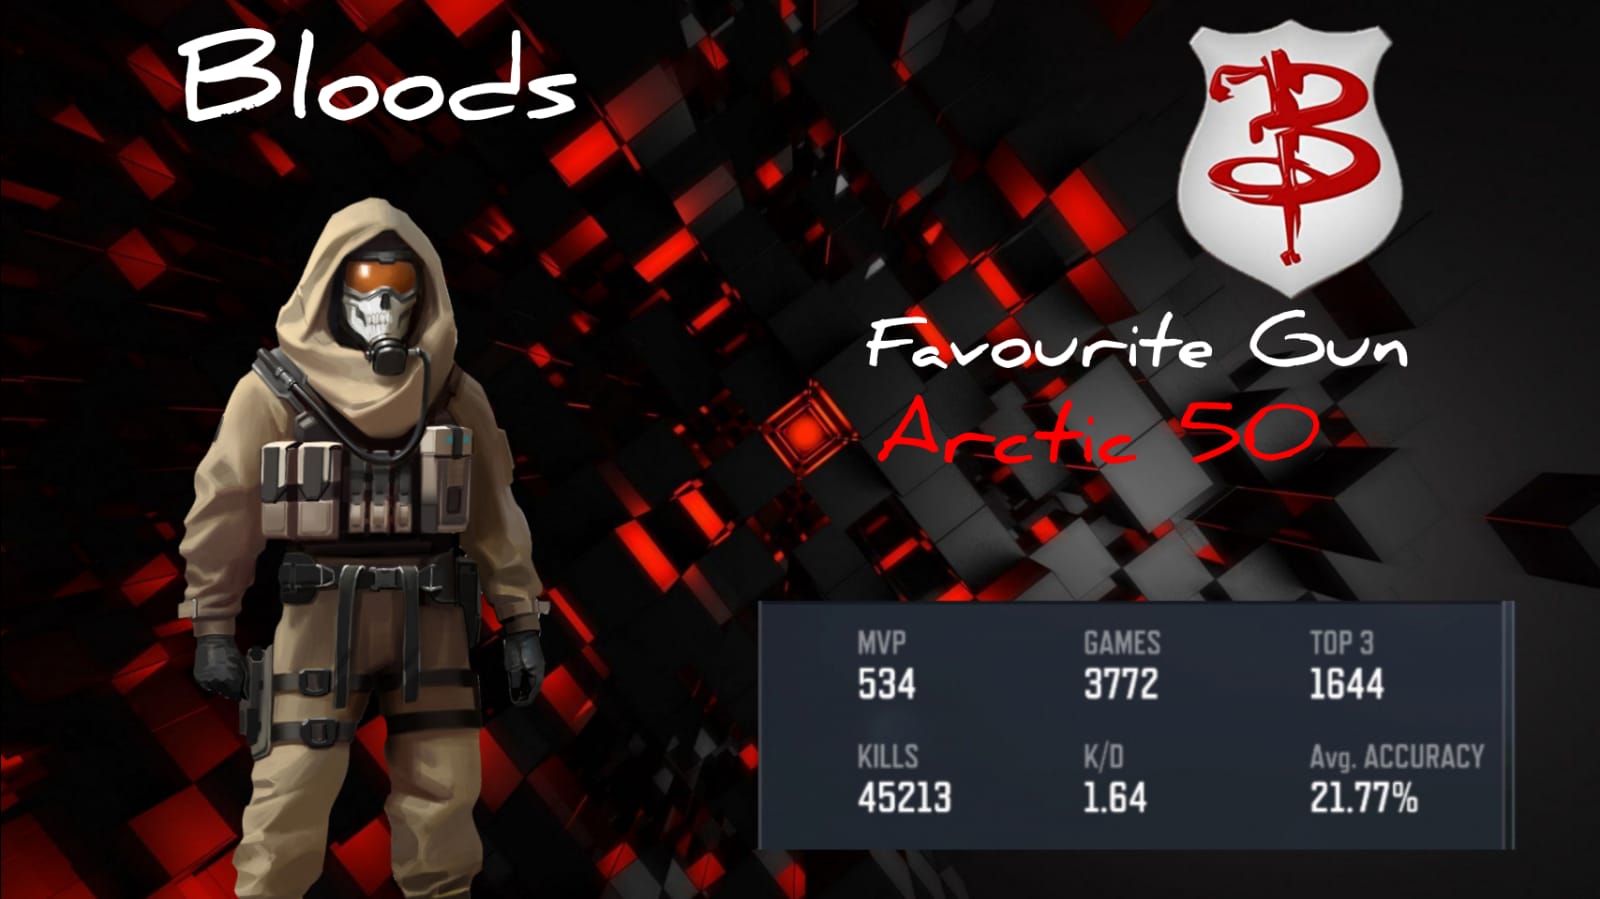 Bloods
B
Favourite Gun
Arctic 50
MVP GAMES TOP 3
534 3772 1644
KILLS K/D Avg. ACCURACY
45213 1.64 21.77%